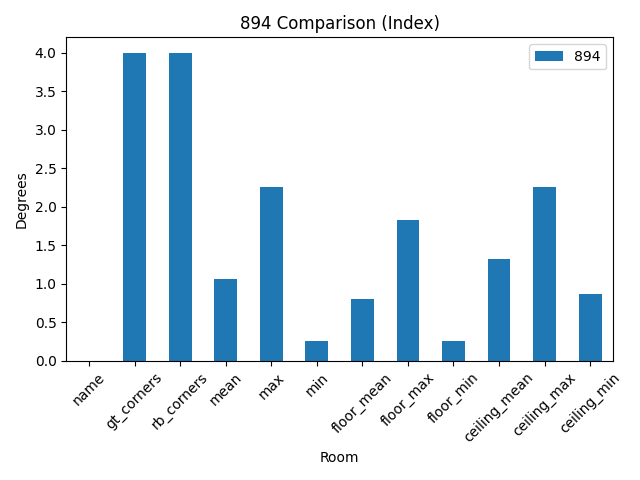 894 Comparison (Index)
894
Degrees
4.0
3.5
3.0
2.5
2.0
1.5
1.0
0.5
0.0
name
gt_corners
rb_corners
mean
max
min
floor_mean
floor_max
floor_min
ceiling_mean
ceiling_max
ceiling_min
Room